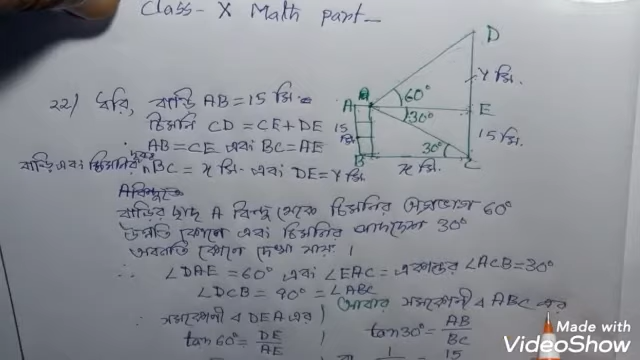 Class - X Math part -
D
60°
Y মি.
A
E
30°
15 মি.
15 মি.
30°
B
x মি.
C
22) ধরি, বাড়ি AB = 15 মি.
চিমনি CD = CE + DE
AB = CE এবং BC = AE
বাড়ি এবং চিমনির দূরত্ব BC = x মি. এবং DE = Y মি.
বাড়ির ছাদ A বিন্দু থেকে চিমনির অগ্রভাগ 60°
উন্নতি কোণে এবং চিমনির পাদদেশ 30°
অবনতি কোণে দেখা যায়।
∴ ∠DAE = 60° এবং ∠EAC = একান্তর ∠ACB = 30°
∠DCB = 90° = ∠ABC
∴ সমকোণী ∆ DEA এর | আবার সমকোণী ∆ ABC এর
tan 60° = DE/AE tan 30° = AB/BC
বা 1 15
Made with
VideoShow